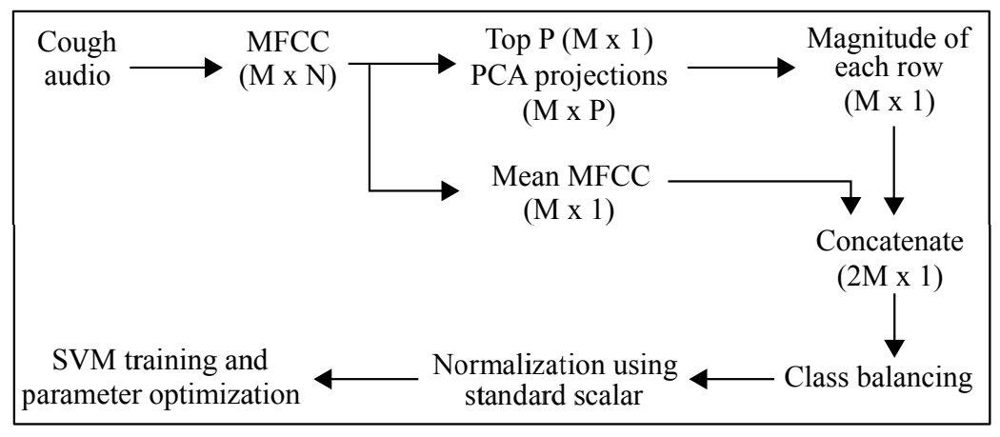 Cough
audio
MFCC
(M x N)
Top P (M x 1)
PCA projections
(M x P)
Magnitude of
each row
(M x 1)
Mean MFCC
(M x 1)
Concatenate
(2M x 1)
Class balancing
Normalization using
standard scalar
SVM training and
parameter optimization